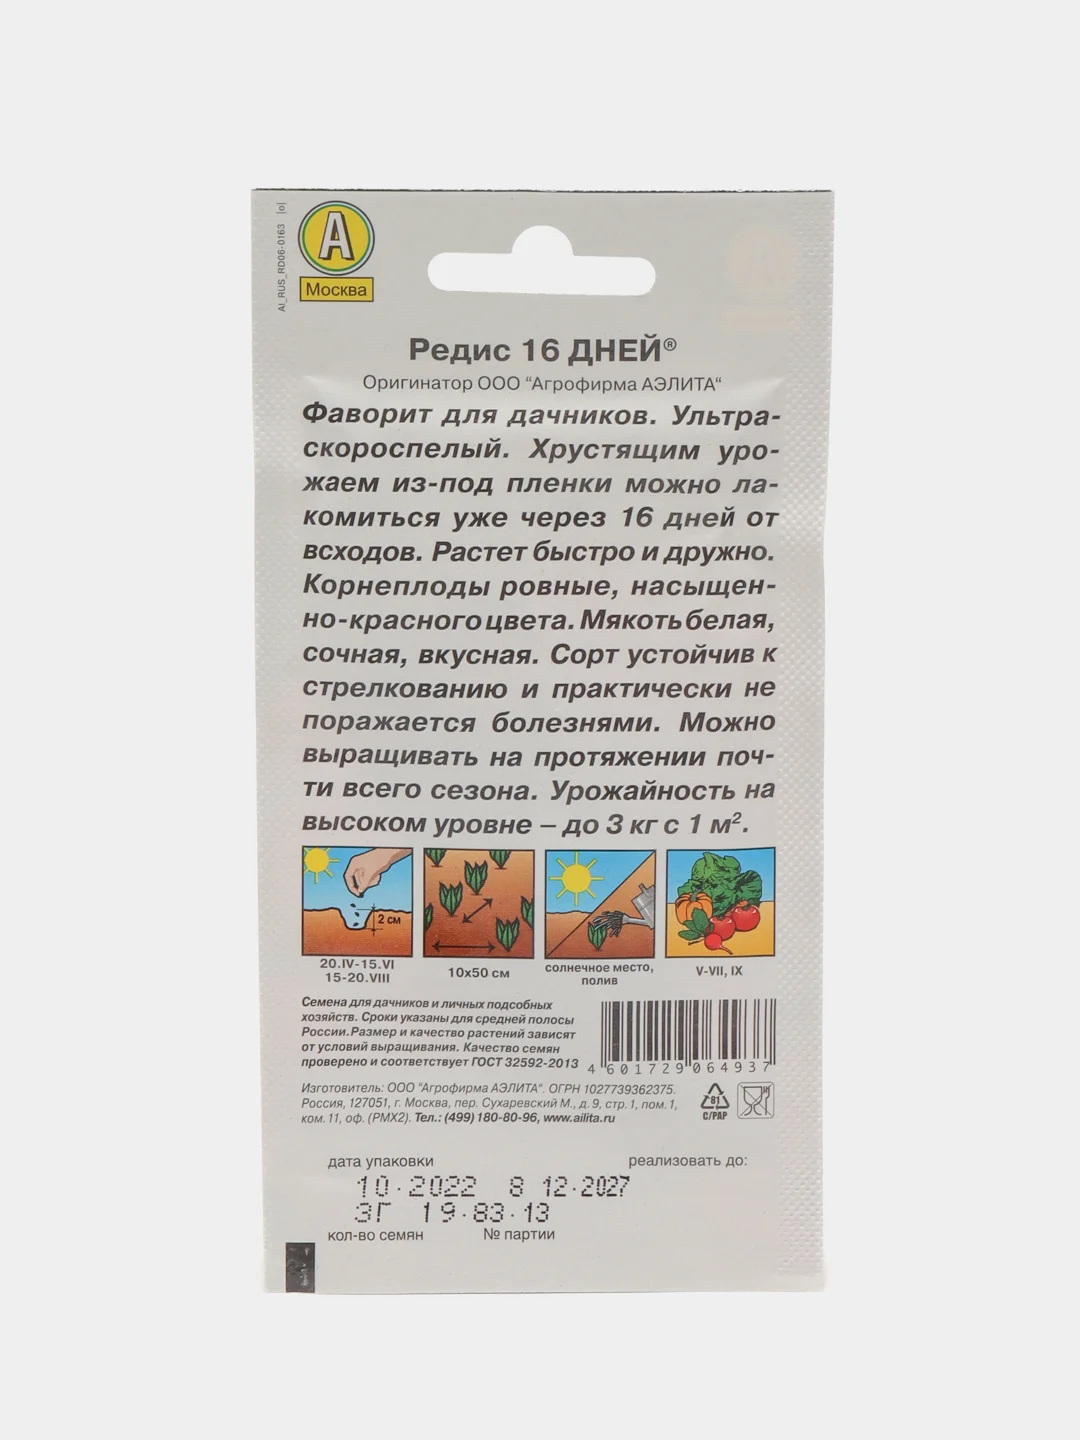 AI_RUS_RD06-0163 |o|
А
Москва
Редис 16 ДНЕЙ®
Оригинатор ООО "Агрофирма АЭЛИТА"
Фаворит для дачников. Ультра-
скороспелый. Хрустящим уро-
жаем из-под пленки можно ла-
комиться уже через 16 дней от
всходов. Растет быстро и дружно.
Корнеплоды ровные, насыщен-
но-красного цвета. Мякоть белая,
сочная, вкусная. Сорт устойчив к
стрелкованию и практически не
поражается болезнями. Можно
выращивать на протяжении поч-
ти всего сезона. Урожайность на
высоком уровне – до 3 кг с 1 м².
2 см
20.IV-15.VI
15-20.VIII
10х50 см
солнечное место,
полив
V-VII, IX
Семена для дачников и личных подсобных
хозяйств. Сроки указаны для средней полосы
России. Размер и качество растений зависят
от условий выращивания. Качество семян
проверено и соответствует ГОСТ 32592-2013
4 601729 064937
Изготовитель: ООО "Агрофирма АЭЛИТА". ОГРН 1027739362375.
Россия, 127051, г. Москва, пер. Сухаревский М., д. 9, стр. 1, пом. 1,
ком. 11, оф. (РМХ2). Тел.: (499) 180-80-96, www.ailita.ru
81
C/PAP
дата упаковки
реализовать до:
10.2022 8 12.2027
3Г 19.83.13
кол-во семян
№ партии